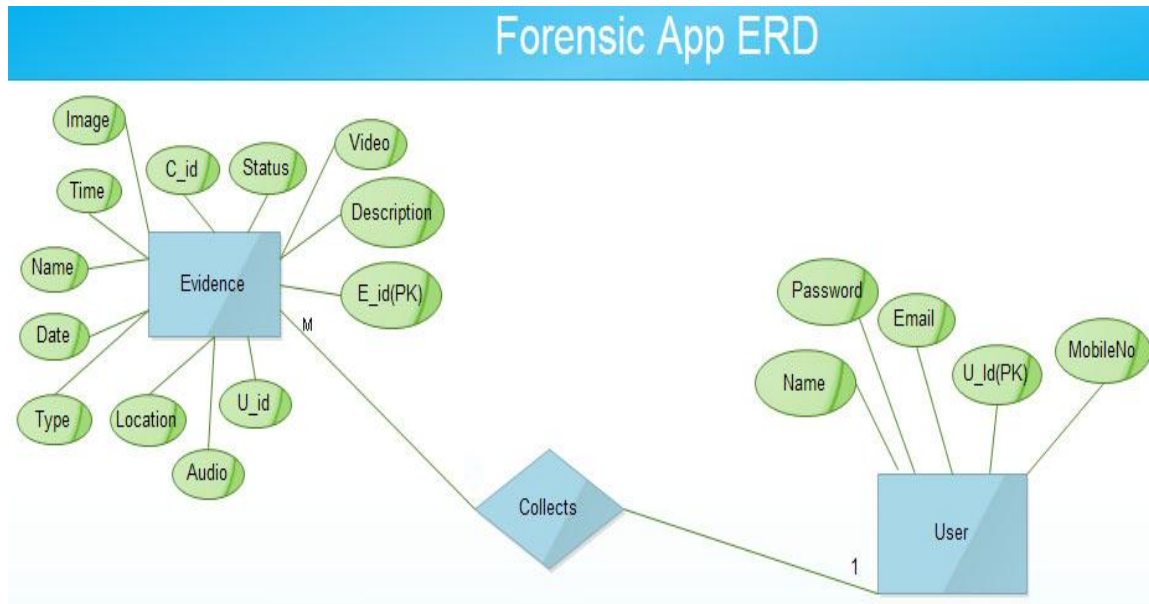 Forensic App ERD
Image
Video
C_id
Status
Time
Description
Name
Evidence
E_id(PK)
Date
M
Type
Location
U_id
Audio
Password
Email
Name
U_Id(PK)
MobileNo
Collects
User
1